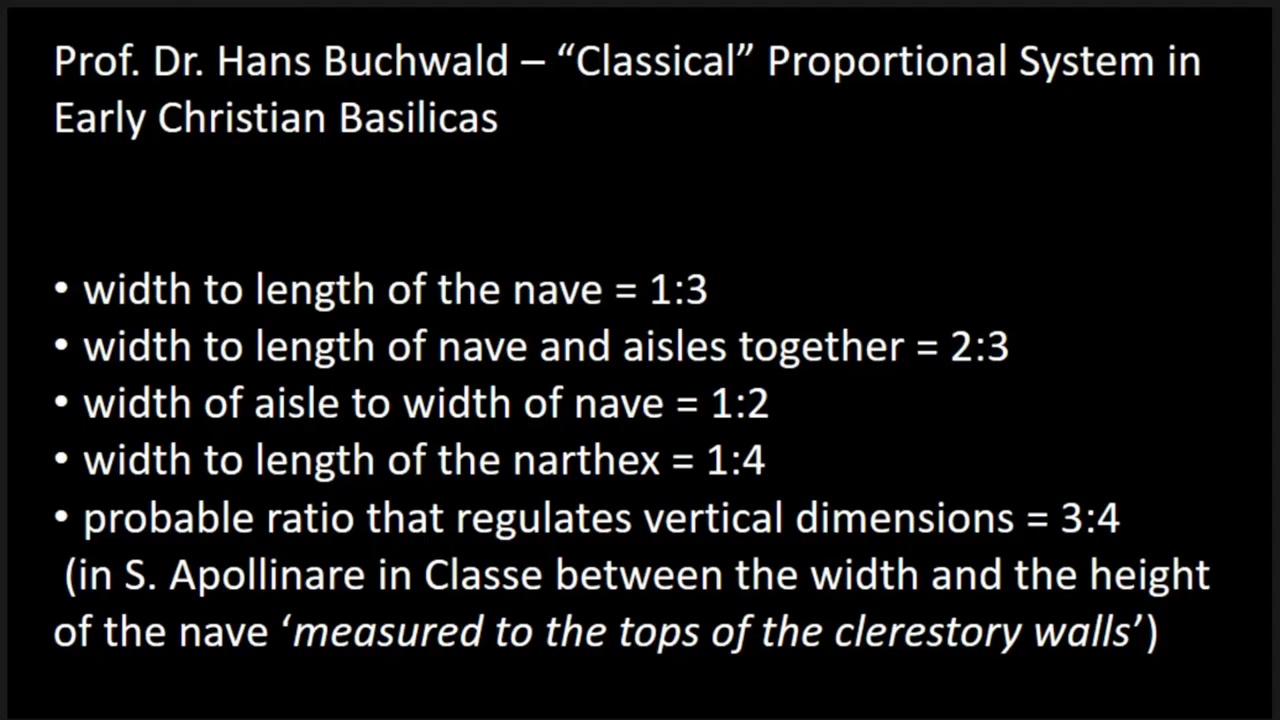 Prof. Dr. Hans Buchwald – “Classical” Proportional System in
Early Christian Basilicas
• width to length of the nave = 1:3
• width to length of nave and aisles together = 2:3
• width of aisle to width of nave = 1:2
• width to length of the narthex = 1:4
• probable ratio that regulates vertical dimensions = 3:4
(in S. Apollinare in Classe between the width and the height
of the nave ‘measured to the tops of the clerestory walls’)